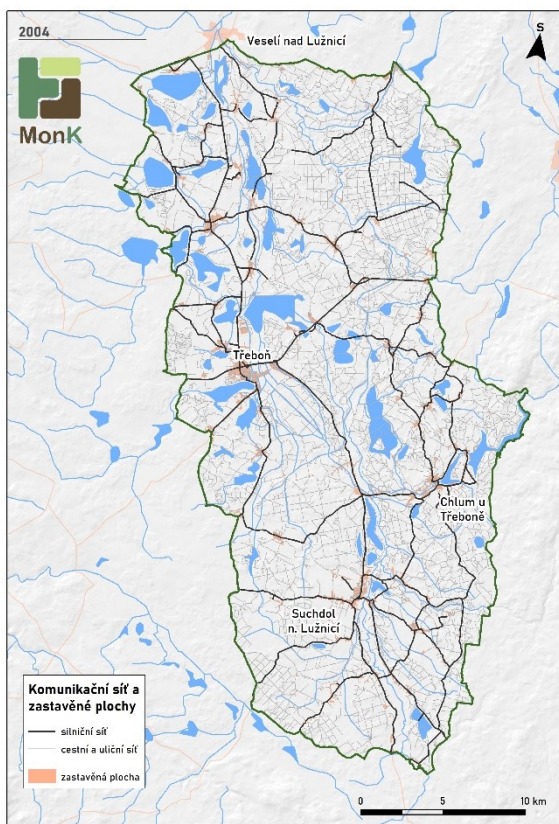 2004
MonK
S
Veselí nad Lužnicí
Třeboň
Chlum u
Třeboně
Suchdol
n. Lužnicí
Komunikační síť a
zastavěné plochy
silniční síť
cestní a uliční síť
zastavěná plocha
0 5 10 km